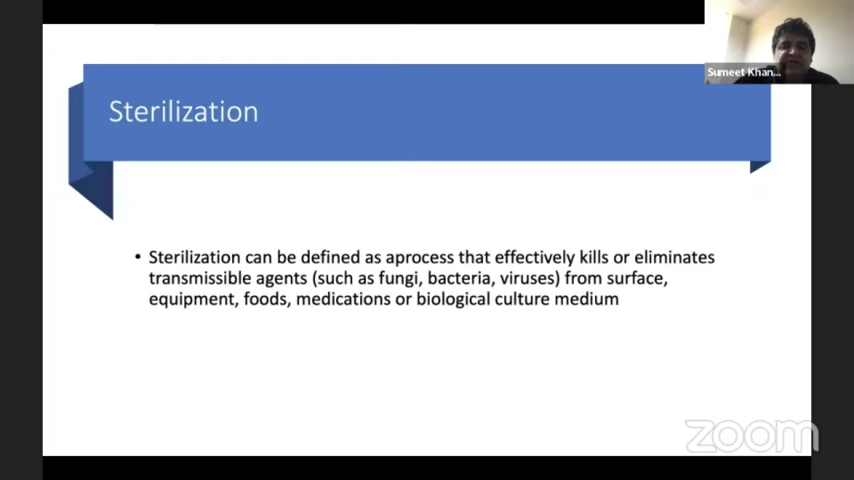 Sumeet Khan...
Sterilization
• Sterilization can be defined as aprocess that effectively kills or eliminates
transmissible agents (such as fungi, bacteria, viruses) from surface,
equipment, foods, medications or biological culture medium
zoom